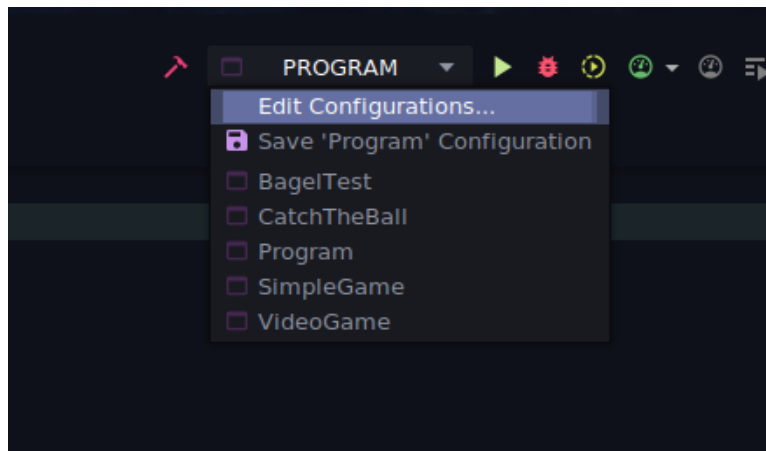 PROGRAM
Edit Configurations...
Save 'Program' Configuration
BagelTest
CatchTheBall
Program
SimpleGame
VideoGame